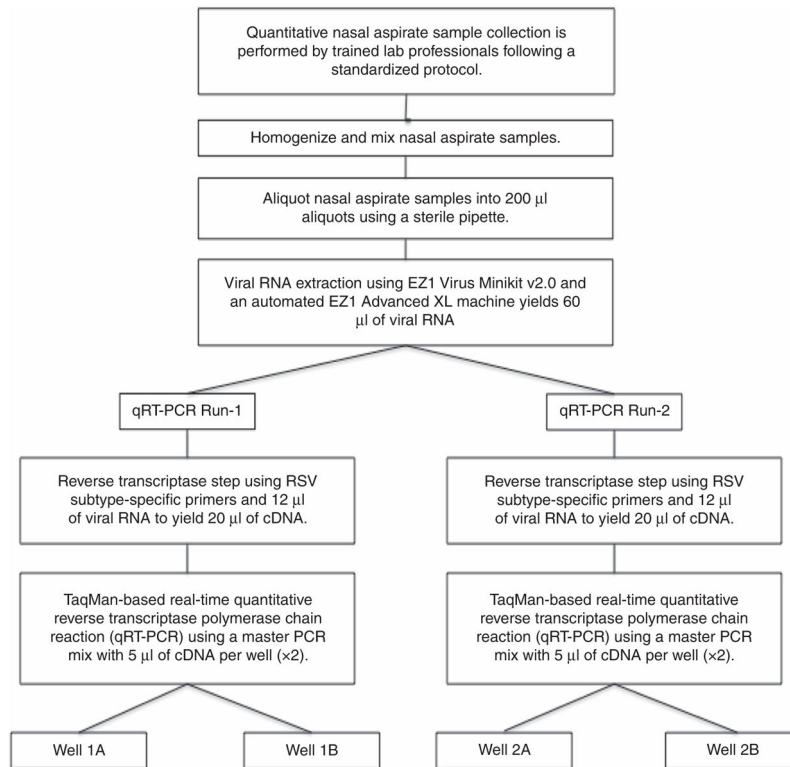 Quantitative nasal aspirate sample collection is
performed by trained lab professionals following a
standardized protocol.
Homogenize and mix nasal aspirate samples.
Aliquot nasal aspirate samples into 200 μl
aliquots using a sterile pipette.
Viral RNA extraction using EZ1 Virus Minikit v2.0 and
an automated EZ1 Advanced XL machine yields 60
μl of viral RNA
qRT-PCR Run-1
Reverse transcriptase step using RSV
subtype-specific primers and 12 μl
of viral RNA to yield 20 μl of cDNA.
TaqMan-based real-time quantitative
reverse transcriptase polymerase chain
reaction (qRT-PCR) using a master PCR
mix with 5 μl of cDNA per well (×2).
Well 1A
Well 1B
qRT-PCR Run-2
Reverse transcriptase step using RSV
subtype-specific primers and 12 μl
of viral RNA to yield 20 μl of cDNA.
TaqMan-based real-time quantitative
reverse transcriptase polymerase chain
reaction (qRT-PCR) using a master PCR
mix with 5 μl of cDNA per well (×2).
Well 2A
Well 2B